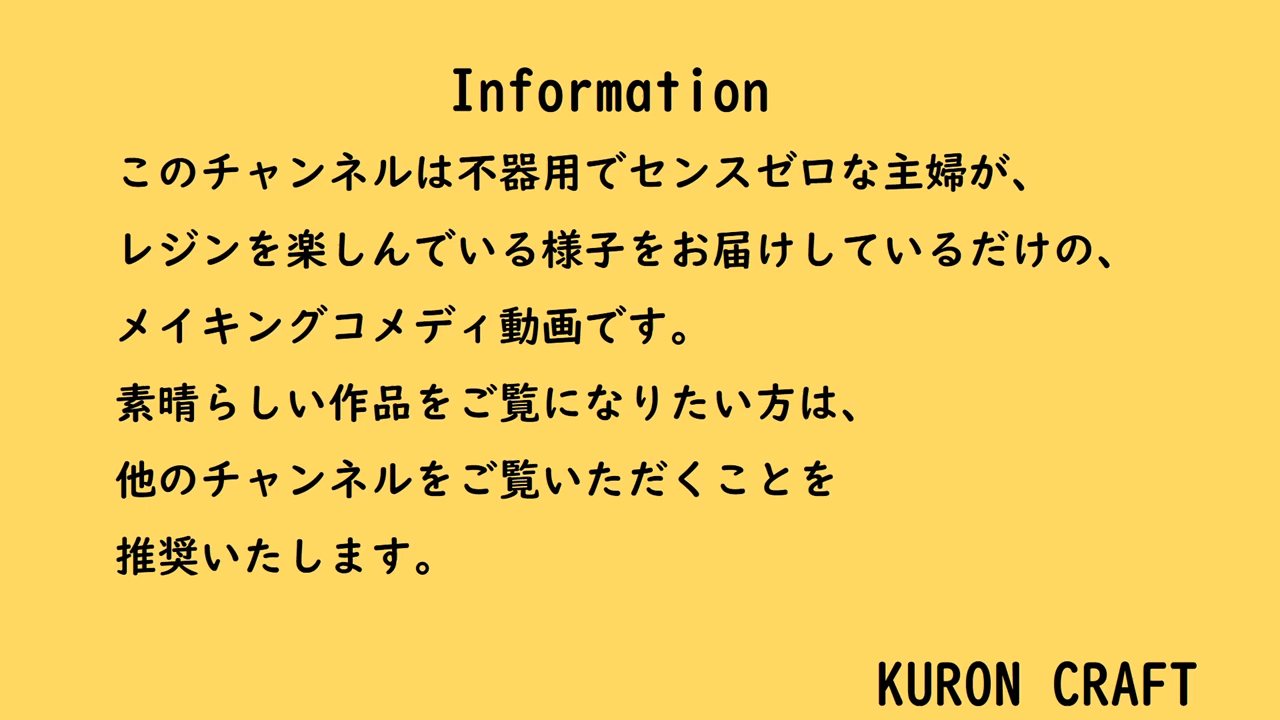 Information
このチャンネルは不器用でセンスゼロな主婦が、
レジンを楽しんでいる様子をお届けしているだけの、
メイキングコメディ動画です。
素晴らしい作品をご覧になりたい方は、
他のチャンネルをご覧いただくことを
推奨いたします。
KURON CRAFT